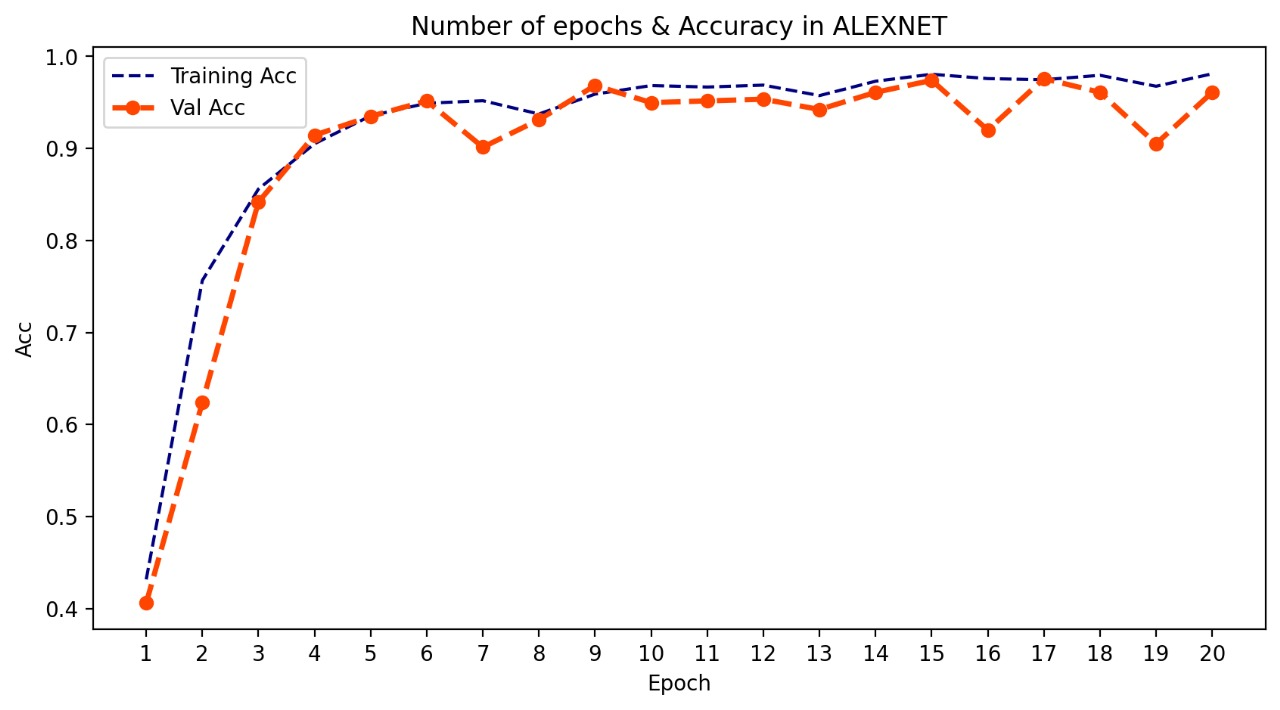 Number of epochs & Accuracy in ALEXNET
Training Acc
Val Acc
1.0
0.9
0.8
0.7
0.6
0.5
0.4
Acc
1 2 3 4 5 6 7 8 9 10 11 12 13 14 15 16 17 18 19 20
Epoch